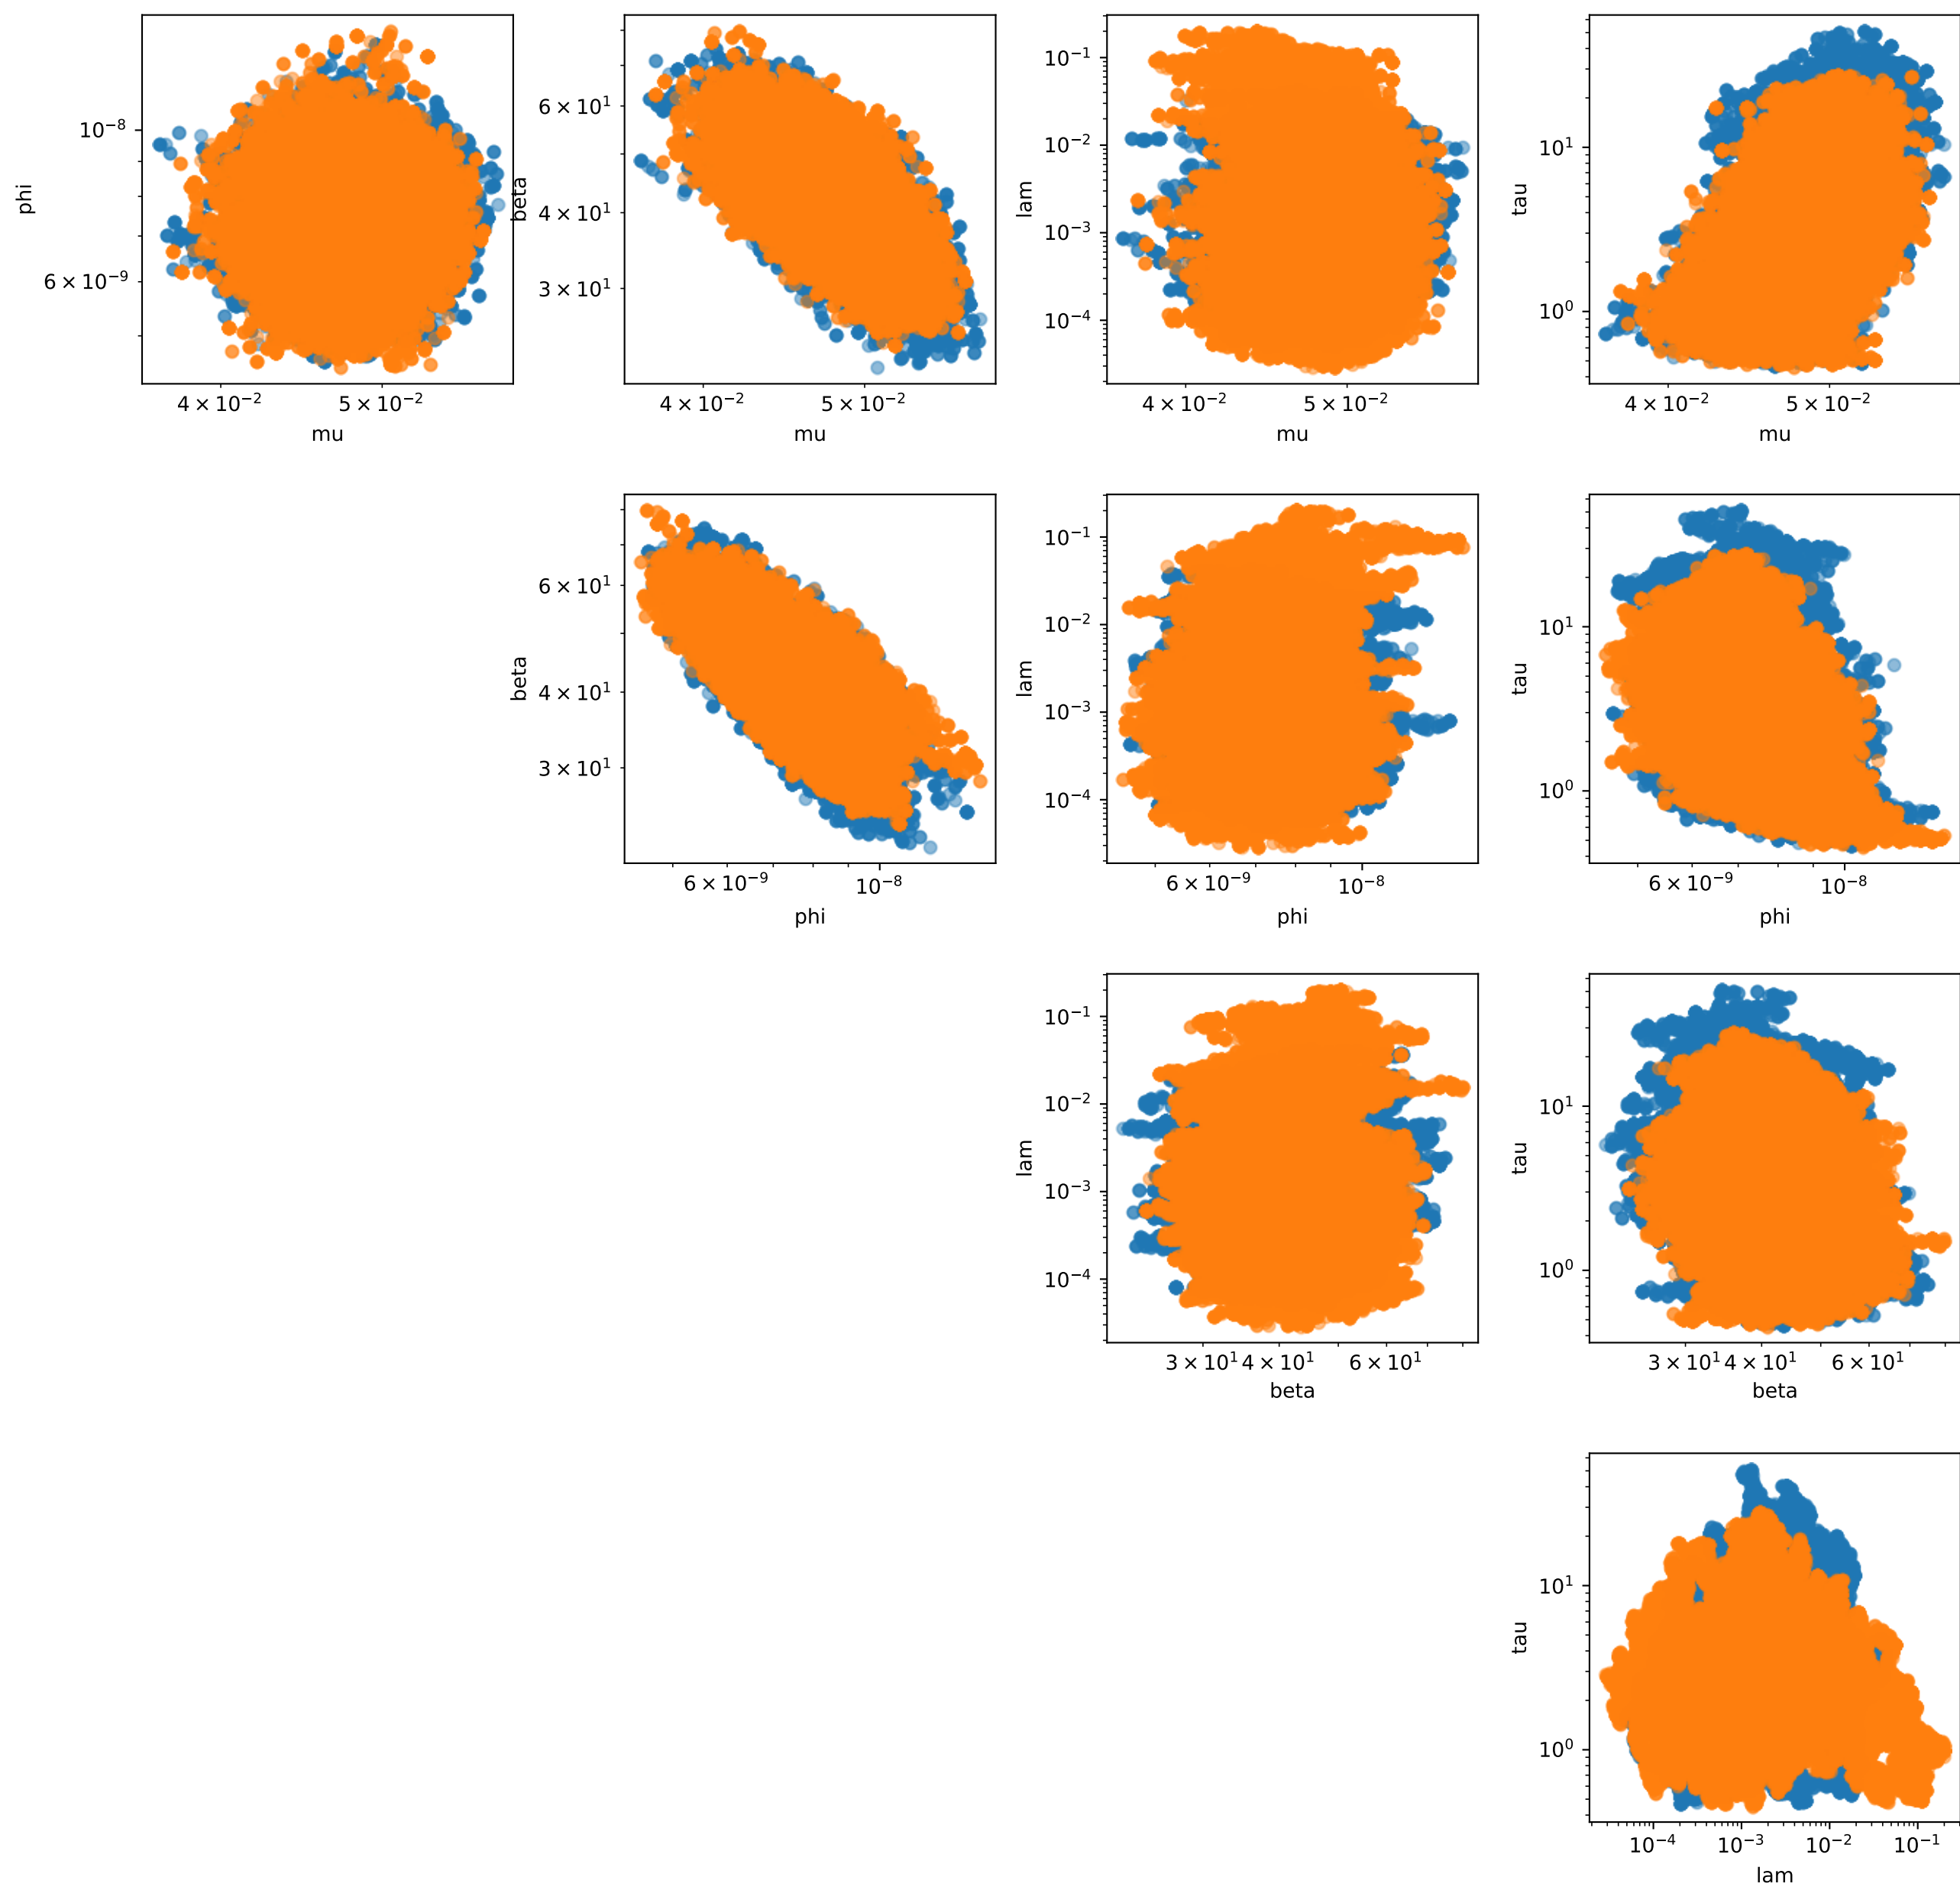 phi
10⁻⁸
6 × 10⁻⁹
4 × 10⁻²
5 × 10⁻²
mu
beta
6 × 10¹
4 × 10¹
3 × 10¹
4 × 10⁻²
5 × 10⁻²
mu
lam
10⁻¹
10⁻²
10⁻³
10⁻⁴
4 × 10⁻²
5 × 10⁻²
mu
tau
10¹
10⁰
4 × 10⁻²
5 × 10⁻²
mu
beta
6 × 10¹
4 × 10¹
3 × 10¹
6 × 10⁻⁹
10⁻⁸
phi
lam
10⁻¹
10⁻²
10⁻³
10⁻⁴
6 × 10⁻⁹
10⁻⁸
phi
tau
10¹
10⁰
6 × 10⁻⁹
10⁻⁸
phi
lam
10⁻¹
10⁻²
10⁻³
10⁻⁴
3 × 10¹
4 × 10¹
6 × 10¹
beta
tau
10¹
10⁰
3 × 10¹
4 × 10¹
6 × 10¹
beta
tau
10¹
10⁰
10⁻⁴
10⁻³
10⁻²
10⁻¹
lam